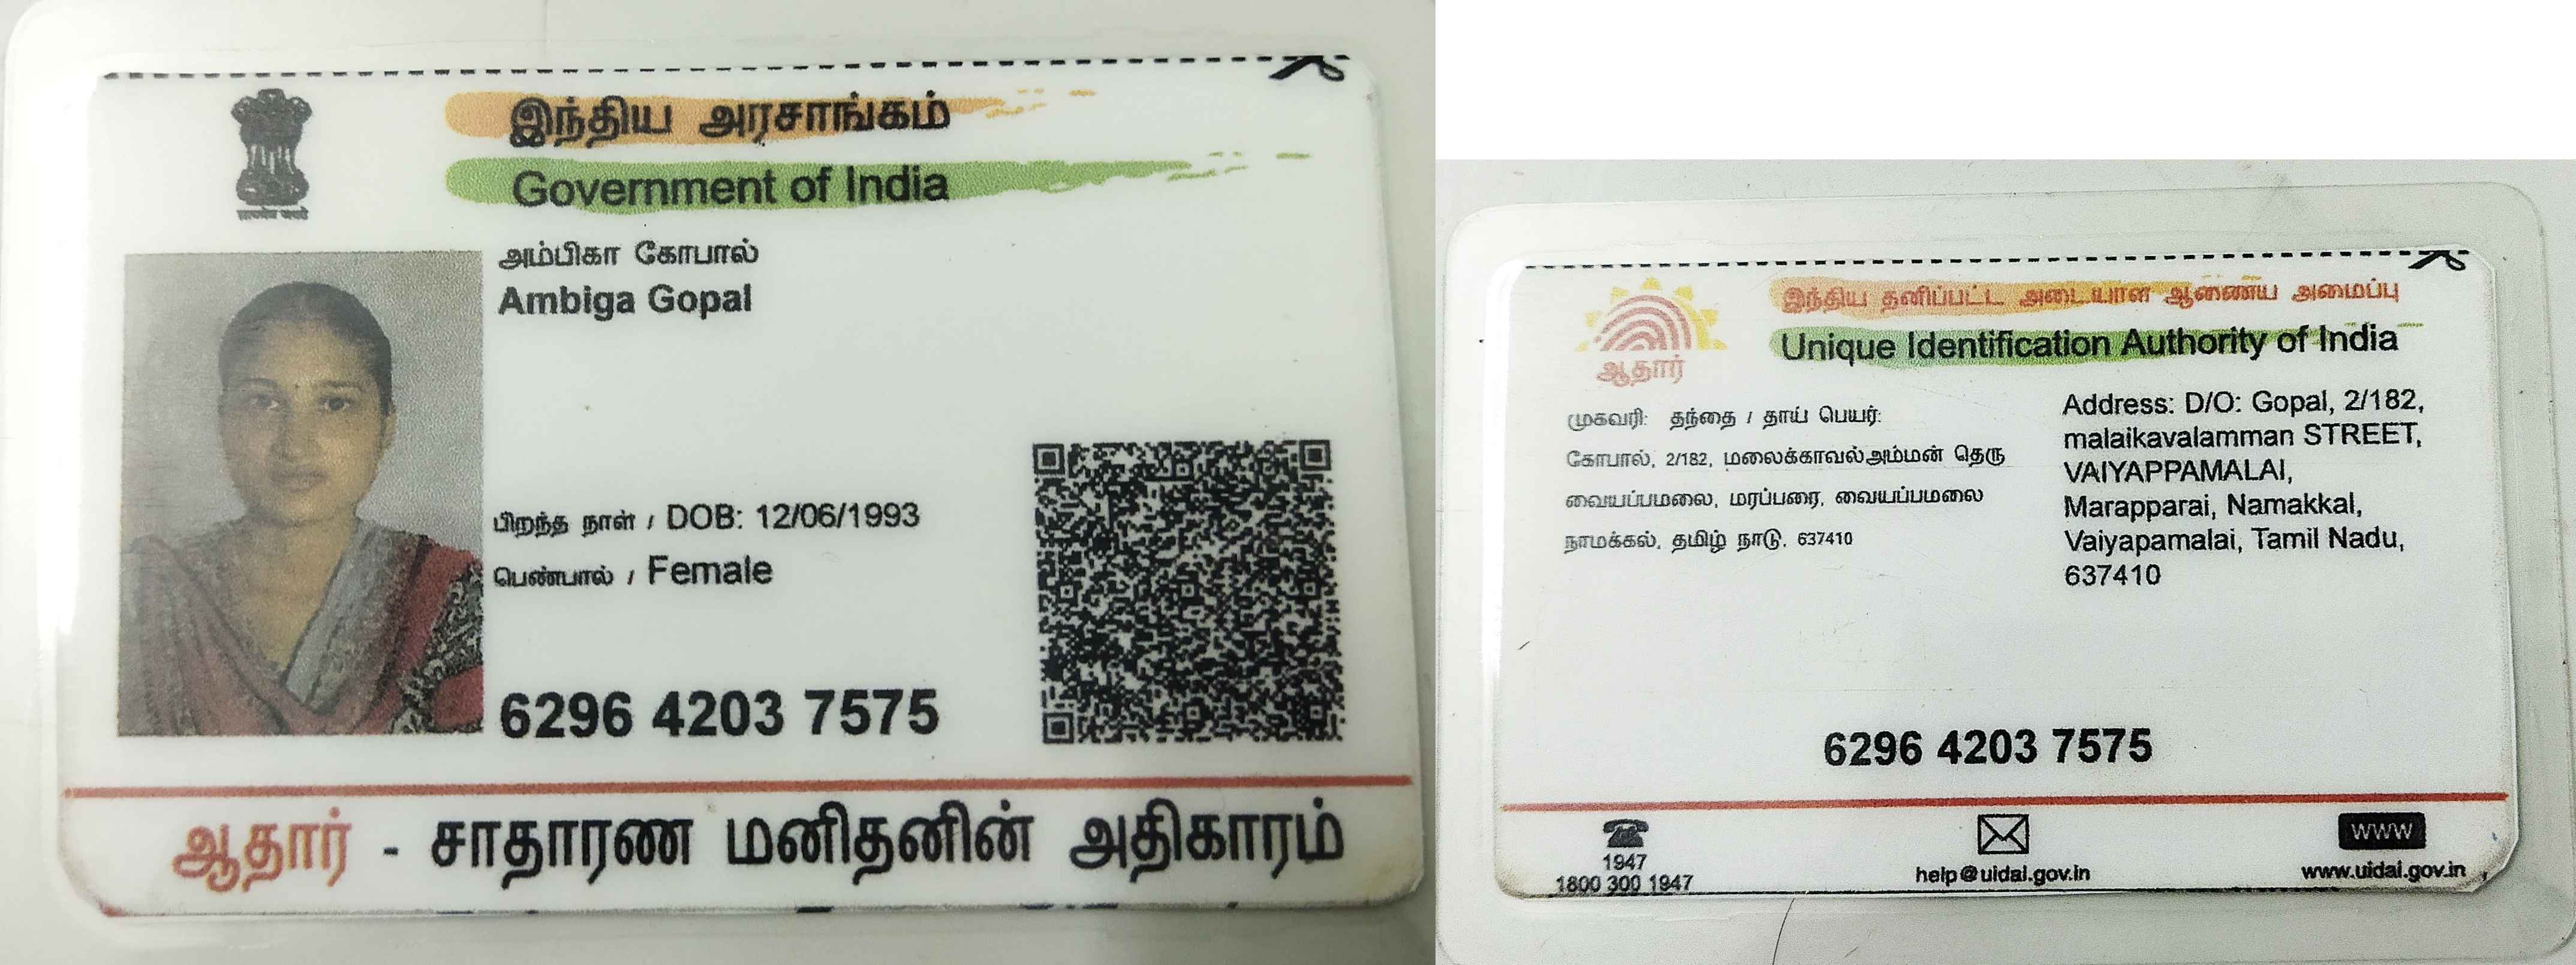 இந்திய அரசாங்கம்
Government of India
அம்பிகா கோபால்
Ambiga Gopal
பிறந்த நாள் / DOB: 12/06/1993
பெண்பால் / Female
6296 4203 7575
ஆதார் - சாதாரண மனிதனின் அதிகாரம்
இந்திய தனிப்பட்ட அடையாள ஆணைய அமைப்பு
Unique Identification Authority of India
ஆதார்
முகவரி: தந்தை / தாய் பெயர்:
கோபால், 2/182, மலைக்காவல்அம்மன் தெரு
வையப்பமலை, மரப்பரை, வையப்பமலை
நாமக்கல், தமிழ் நாடு, 637410
Address: D/O: Gopal, 2/182,
malaikavalamman STREET,
VAIYAPPAMALAI,
Marapparai, Namakkal,
Vaiyapamalai, Tamil Nadu,
637410
6296 4203 7575
1947
1800 300 1947
help@uidai.gov.in
WWW
www.uidai.gov.in